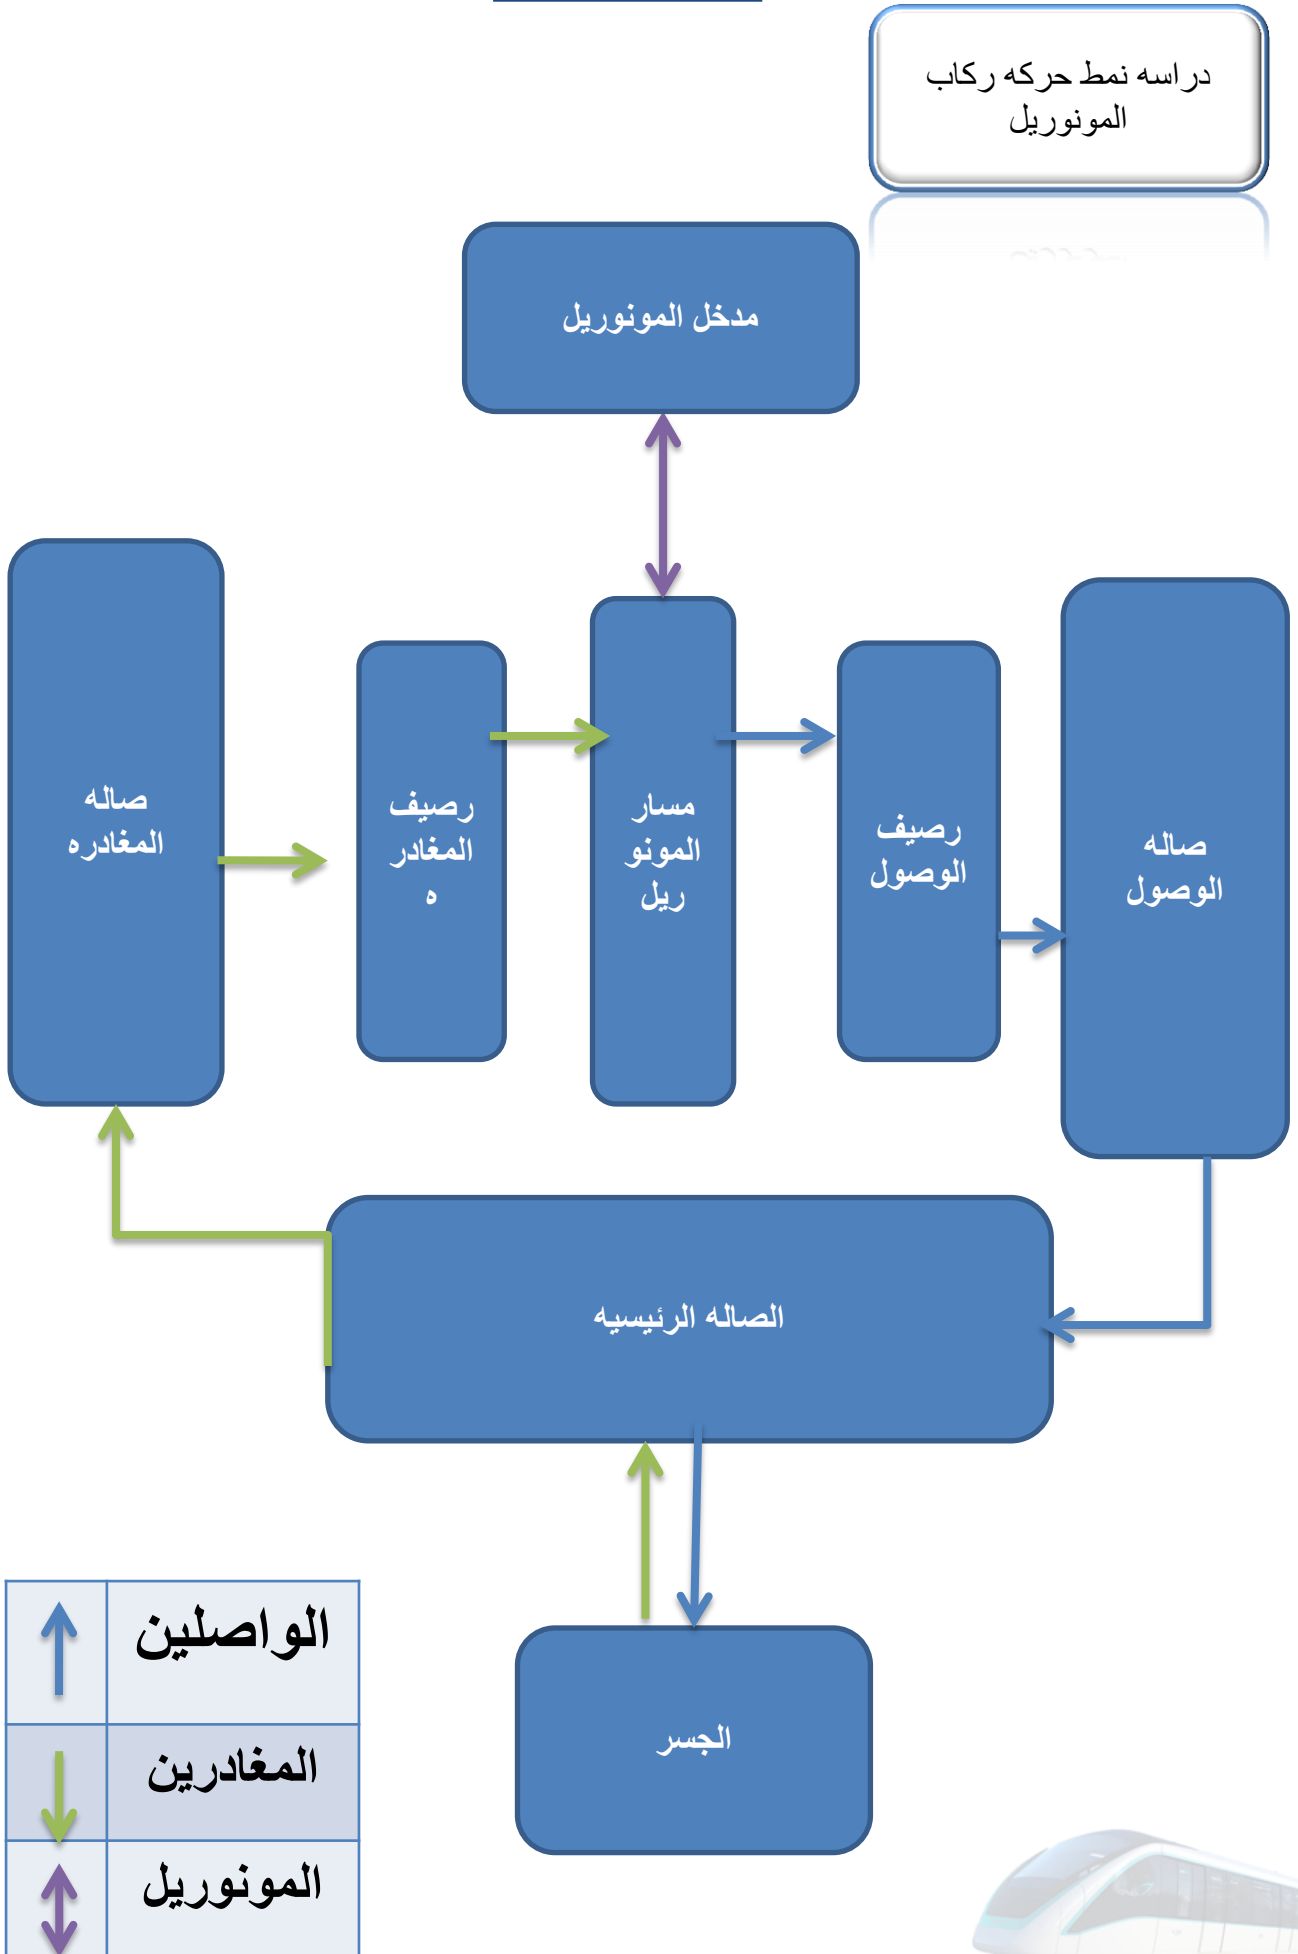 دراسه نمط حركه ركاب
المونوريل
مدخل المونوريل
صاله
المغادره
رصيف
المغادر
ه
مسار
المونو
ريل
رصيف
الوصول
صاله
الوصول
الصاله الرئيسيه
الجسر
الواصلين
المغادرين
المونوريل